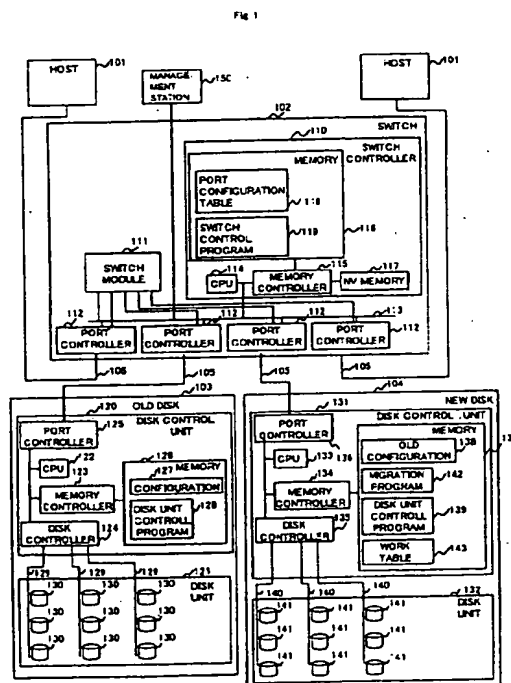 Fig 1
HOST
101
MANAGE-
MENT
STATION
HOST
101
102
SWITCH
110
SWITCH
CONTROLLER
MEMORY
PORT
CONFIGURATION
TABLE
118
SWITCH
CONTROL
PROGRAM
119
116
111
SWITCH
MODULE
114
CPU
115
MEMORY
CONTROLLER
117
NV MEMORY
112
PORT
CONTROLLER
112
PORT
CONTROLLER
112
PORT
CONTROLLER
113
112
PORT
CONTROLLER
105
105
105
103
OLD DISK
120
DISK CONTROL
UNIT
125
PORT
CONTROLLER
CPU
123
MEMORY
CONTROLLER
126
MEMORY
127
CONFIGURATION
128
DISK UNIT
CONTROLL
PROGRAM
124
DISK
CONTROLLER
129
129
129
121
DISK
UNIT
130
130
130
130
130
130
130
130
130
104
NEW DISK
131
DISK CONTROL UNIT
PORT
CONTROLLER
136
CPU
133
134
MEMORY
CONTROLLER
DISK
CONTROLLER
135
MEMORY
OLD
CONFIGURATION
138
MIGRATION
PROGRAM
142
DISK UNIT
CONTROLL
PROGRAM
139
WORK
TABLE
143
140
140
140
132
DISK
UNIT
141
141
141
141
141
141
141
141
141